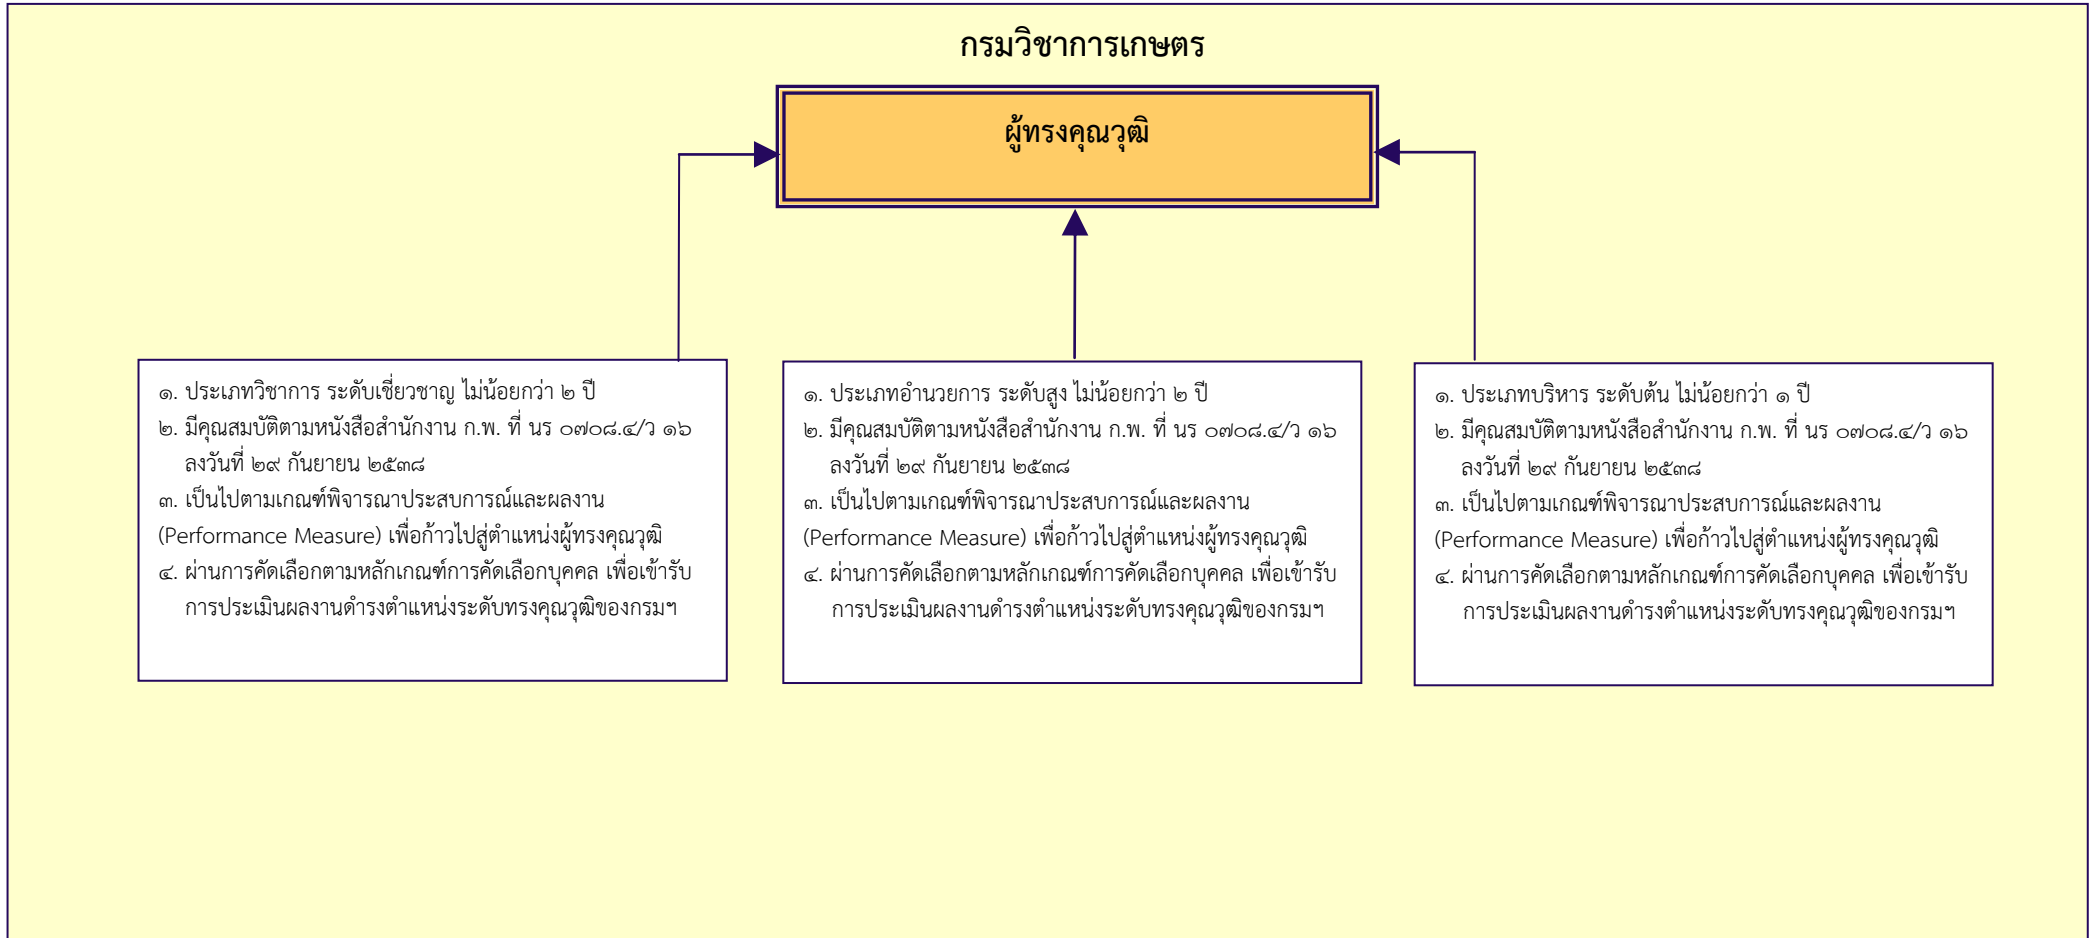 กรมวิชาการเกษตร
ผู้ทรงคุณวุฒิ
๑. ประเภทวิชาการ ระดับเชี่ยวชาญ ไม่น้อยกว่า ๒ ปี
๒. มีคุณสมบัติตามหนังสือสำนักงาน ก.พ. ที่ นร ๐๗๐๘.๔/ว ๑๖
ลงวันที่ ๒๙ กันยายน ๒๕๓๘
๓. เป็นไปตามเกณฑ์พิจารณาประสบการณ์และผลงาน
(Performance Measure) เพื่อก้าวไปสู่ตำแหน่งผู้ทรงคุณวุฒิ
๔. ผ่านการคัดเลือกตามหลักเกณฑ์การคัดเลือกบุคคล เพื่อเข้ารับ
การประเมินผลงานดำรงตำแหน่งระดับทรงคุณวุฒิของกรมฯ
๑. ประเภทอำนวยการ ระดับสูง ไม่น้อยกว่า ๒ ปี
๒. มีคุณสมบัติตามหนังสือสำนักงาน ก.พ. ที่ นร ๐๗๐๘.๔/ว ๑๖
ลงวันที่ ๒๙ กันยายน ๒๕๓๘
๓. เป็นไปตามเกณฑ์พิจารณาประสบการณ์และผลงาน
(Performance Measure) เพื่อก้าวไปสู่ตำแหน่งผู้ทรงคุณวุฒิ
๔. ผ่านการคัดเลือกตามหลักเกณฑ์การคัดเลือกบุคคล เพื่อเข้ารับ
การประเมินผลงานดำรงตำแหน่งระดับทรงคุณวุฒิของกรมฯ
๑. ประเภทบริหาร ระดับต้น ไม่น้อยกว่า ๑ ปี
๒. มีคุณสมบัติตามหนังสือสำนักงาน ก.พ. ที่ นร ๐๗๐๘.๔/ว ๑๖
ลงวันที่ ๒๙ กันยายน ๒๕๓๘
๓. เป็นไปตามเกณฑ์พิจารณาประสบการณ์และผลงาน
(Performance Measure) เพื่อก้าวไปสู่ตำแหน่งผู้ทรงคุณวุฒิ
๔. ผ่านการคัดเลือกตามหลักเกณฑ์การคัดเลือกบุคคล เพื่อเข้ารับ
การประเมินผลงานดำรงตำแหน่งระดับทรงคุณวุฒิของกรมฯ